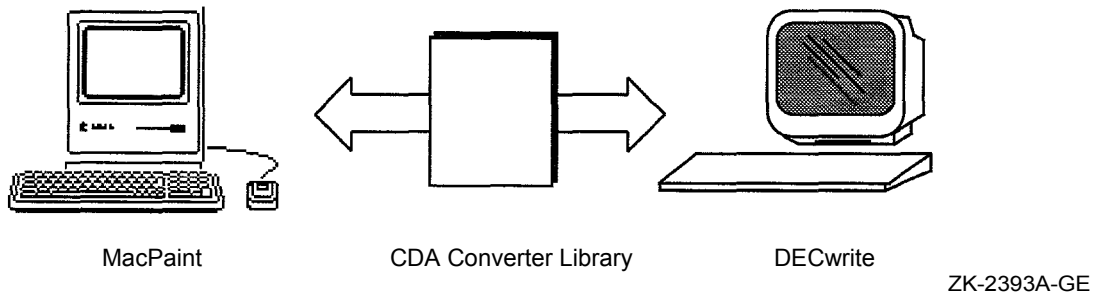 MacPaint
CDA Converter Library
DECwrite
ZK-2393A-GE